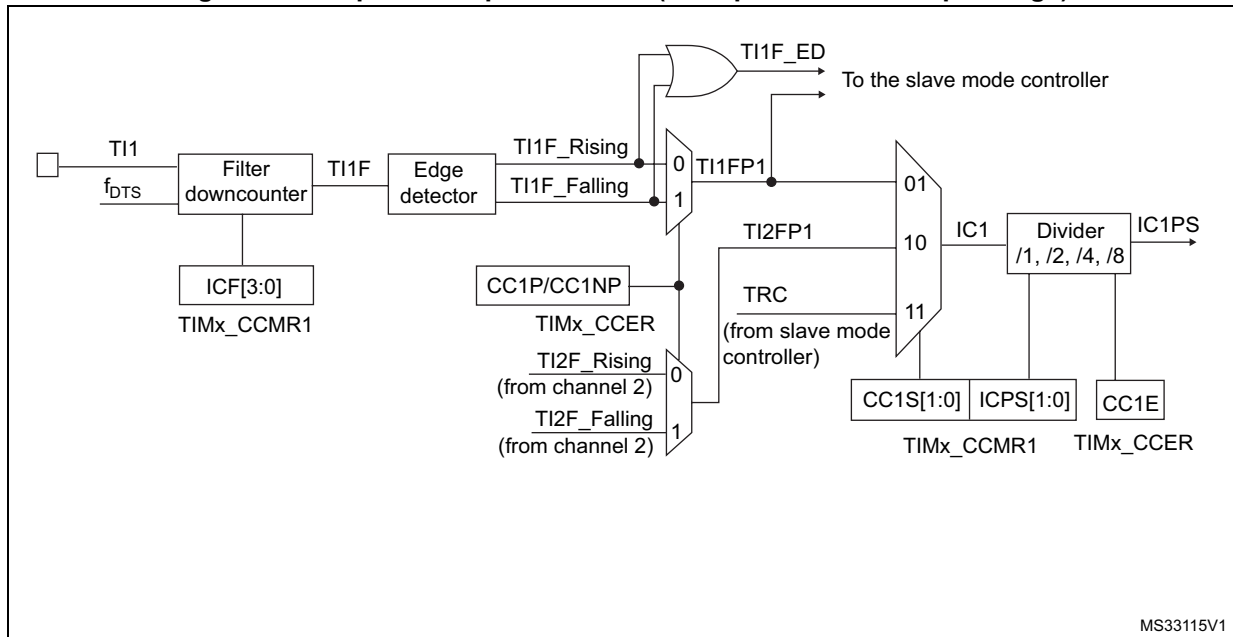 TI1F_ED
To the slave mode controller
TI1
f_DTS
Filter
downcounter
TI1F
Edge
detector
TI1F_Rising
TI1F_Falling
0
1
TI1FP1
01
10
11
TI2FP1
TRC
(from slave mode
controller)
IC1
Divider
/1, /2, /4, /8
IC1PS
ICF[3:0]
TIMx_CCMR1
CC1P/CC1NP
TIMx_CCER
TI2F_Rising
(from channel 2)
TI2F_Falling
(from channel 2)
0
1
CC1S[1:0]
ICPS[1:0]
TIMx_CCMR1
CC1E
TIMx_CCER
MS33115V1